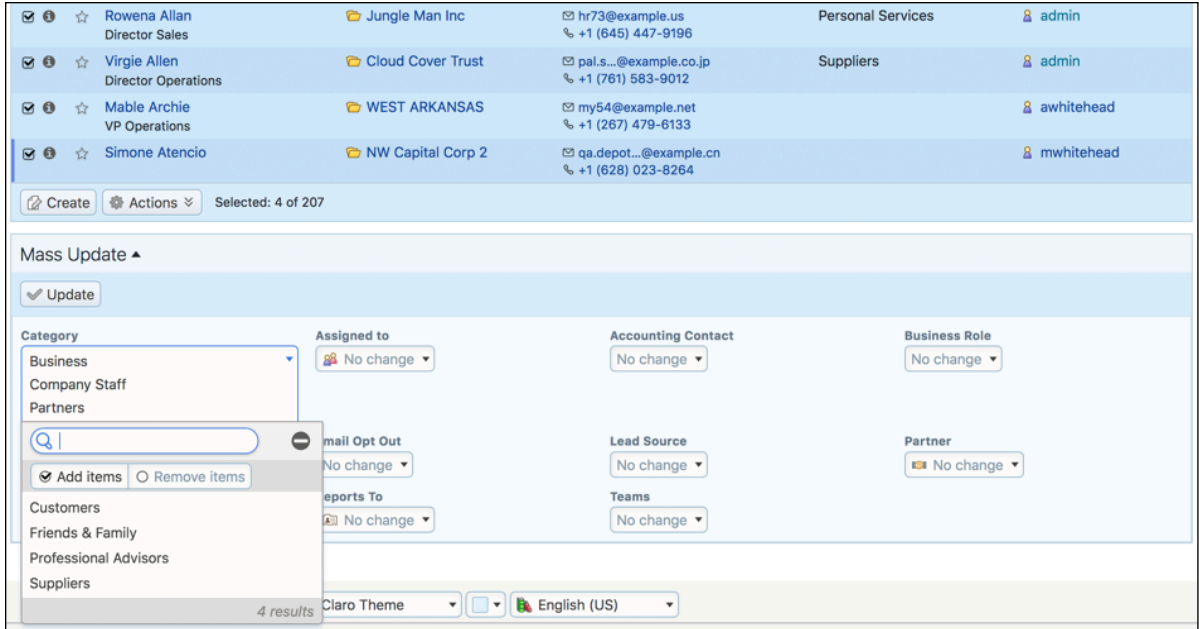 Rowena Allan Jungle Man Inc hr73@example.us Personal Services admin
Director Sales +1 (645) 447-9196
Virgie Allen Cloud Cover Trust pal.s...@example.co.jp Suppliers admin
Director Operations +1 (761) 583-9012
Mable Archie WEST ARKANSAS my54@example.net awhitehead
VP Operations +1 (267) 479-6133
Simone Atencio NW Capital Corp 2 qa.depot...@example.cn mwhitehead
+1 (628) 023-8264
Create Actions Selected: 4 of 207
Mass Update
Update
Category Assigned to Accounting Contact Business Role
Business No change No change No change
Company Staff
Partners
mail Opt Out Lead Source Partner
No change No change No change
Add items Remove items
eports To Teams
Customers No change No change
Friends & Family
Professional Advisors
Suppliers
4 results Claro Theme English (US)